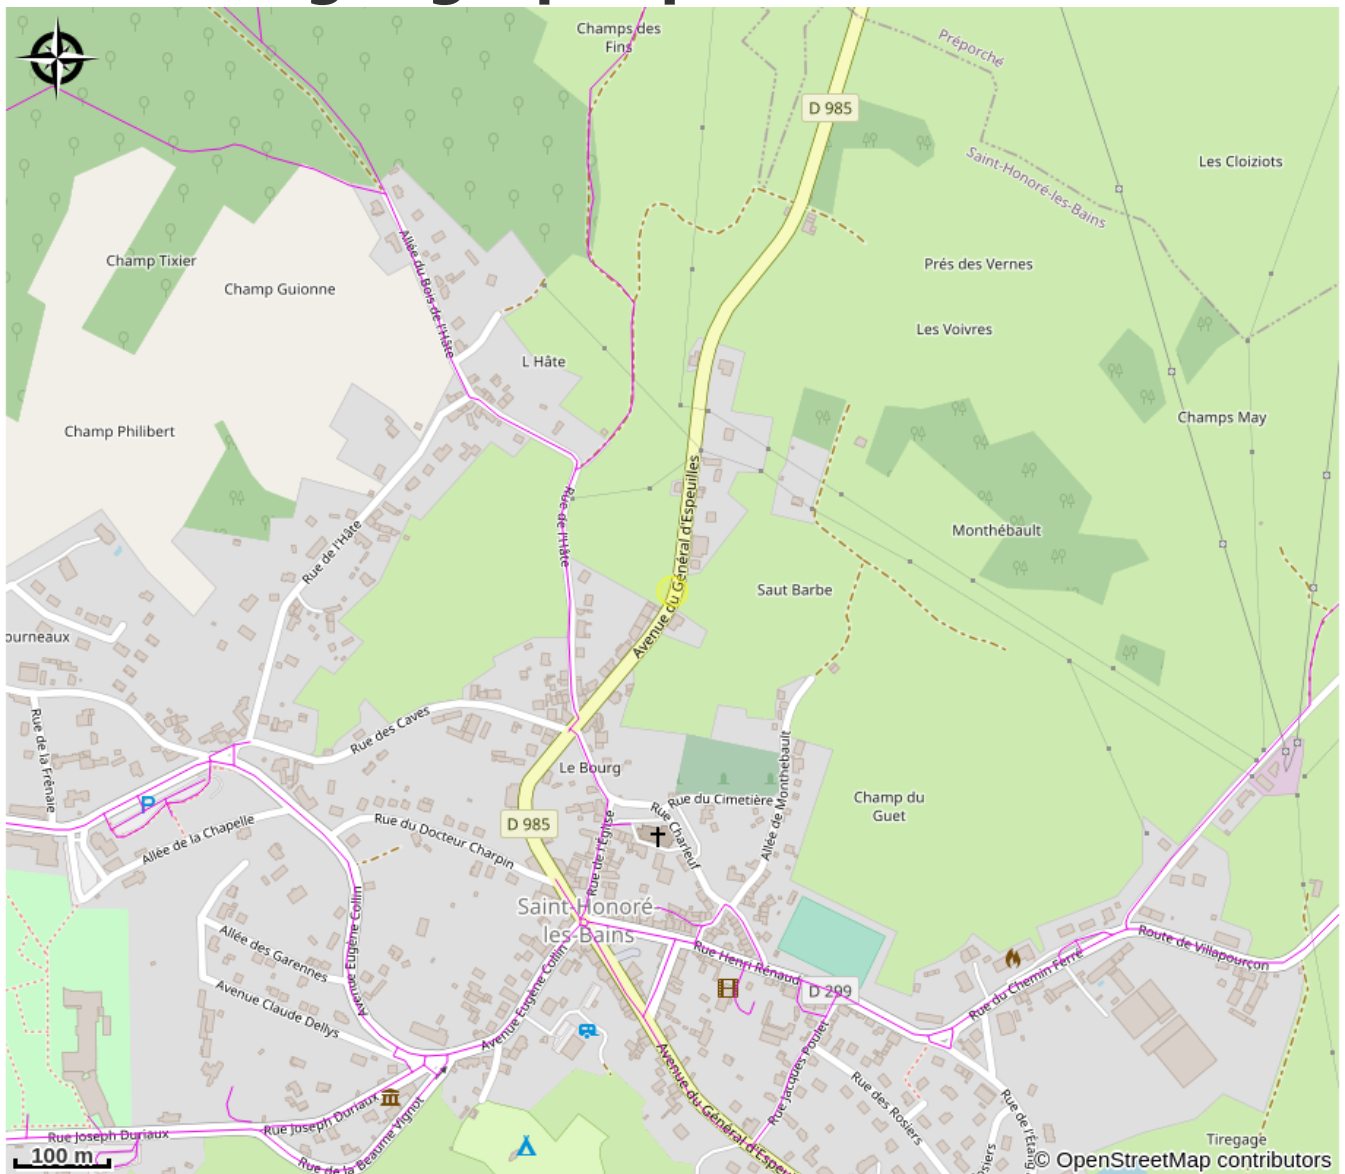 Champs des
Fins
Préporché
D 985
Les Cloiziots
Saint-Honoré-les-Bains
Champ Tixier
Allée du Bois de l'Hâte
Prés des Vernes
Champ Guionne
Les Voivres
L Hâte
Champs May
Champ Philibert
Avenue du Général d'Espeuilles
Rue de l'Hâte
Rue de l'Hâte
Monthébault
Saut Barbe
ourneaux
Rue de la Frênaie
Rue des Caves
Le Bourg
Allée de Monthebault
Rue du Cimetière
Champ du
Guet
P
D 985
Rue Charleuf
Rue du Docteur Charpin
Allée de la Chapelle
Rue de l'Église
Saint-Honoré
les-Bains
Avenue Eugène Collin
Allée des Garennes
Rue Henri Renaud
Route de Villapourçon
D 299
Avenue Claude Dellys
Avenue Eugène Collin
Rue du Chemin Ferré
Rue Jacques Poulet
Avenue du Général d'Esper
Rue des Rosiers
Rue de l'Étang
Rue Joseph Duriaux
Rue Joseph Duriaux
Rue de la Beaume Vignot
osiers
Tiregage
100 m
© OpenStreetMap contributors